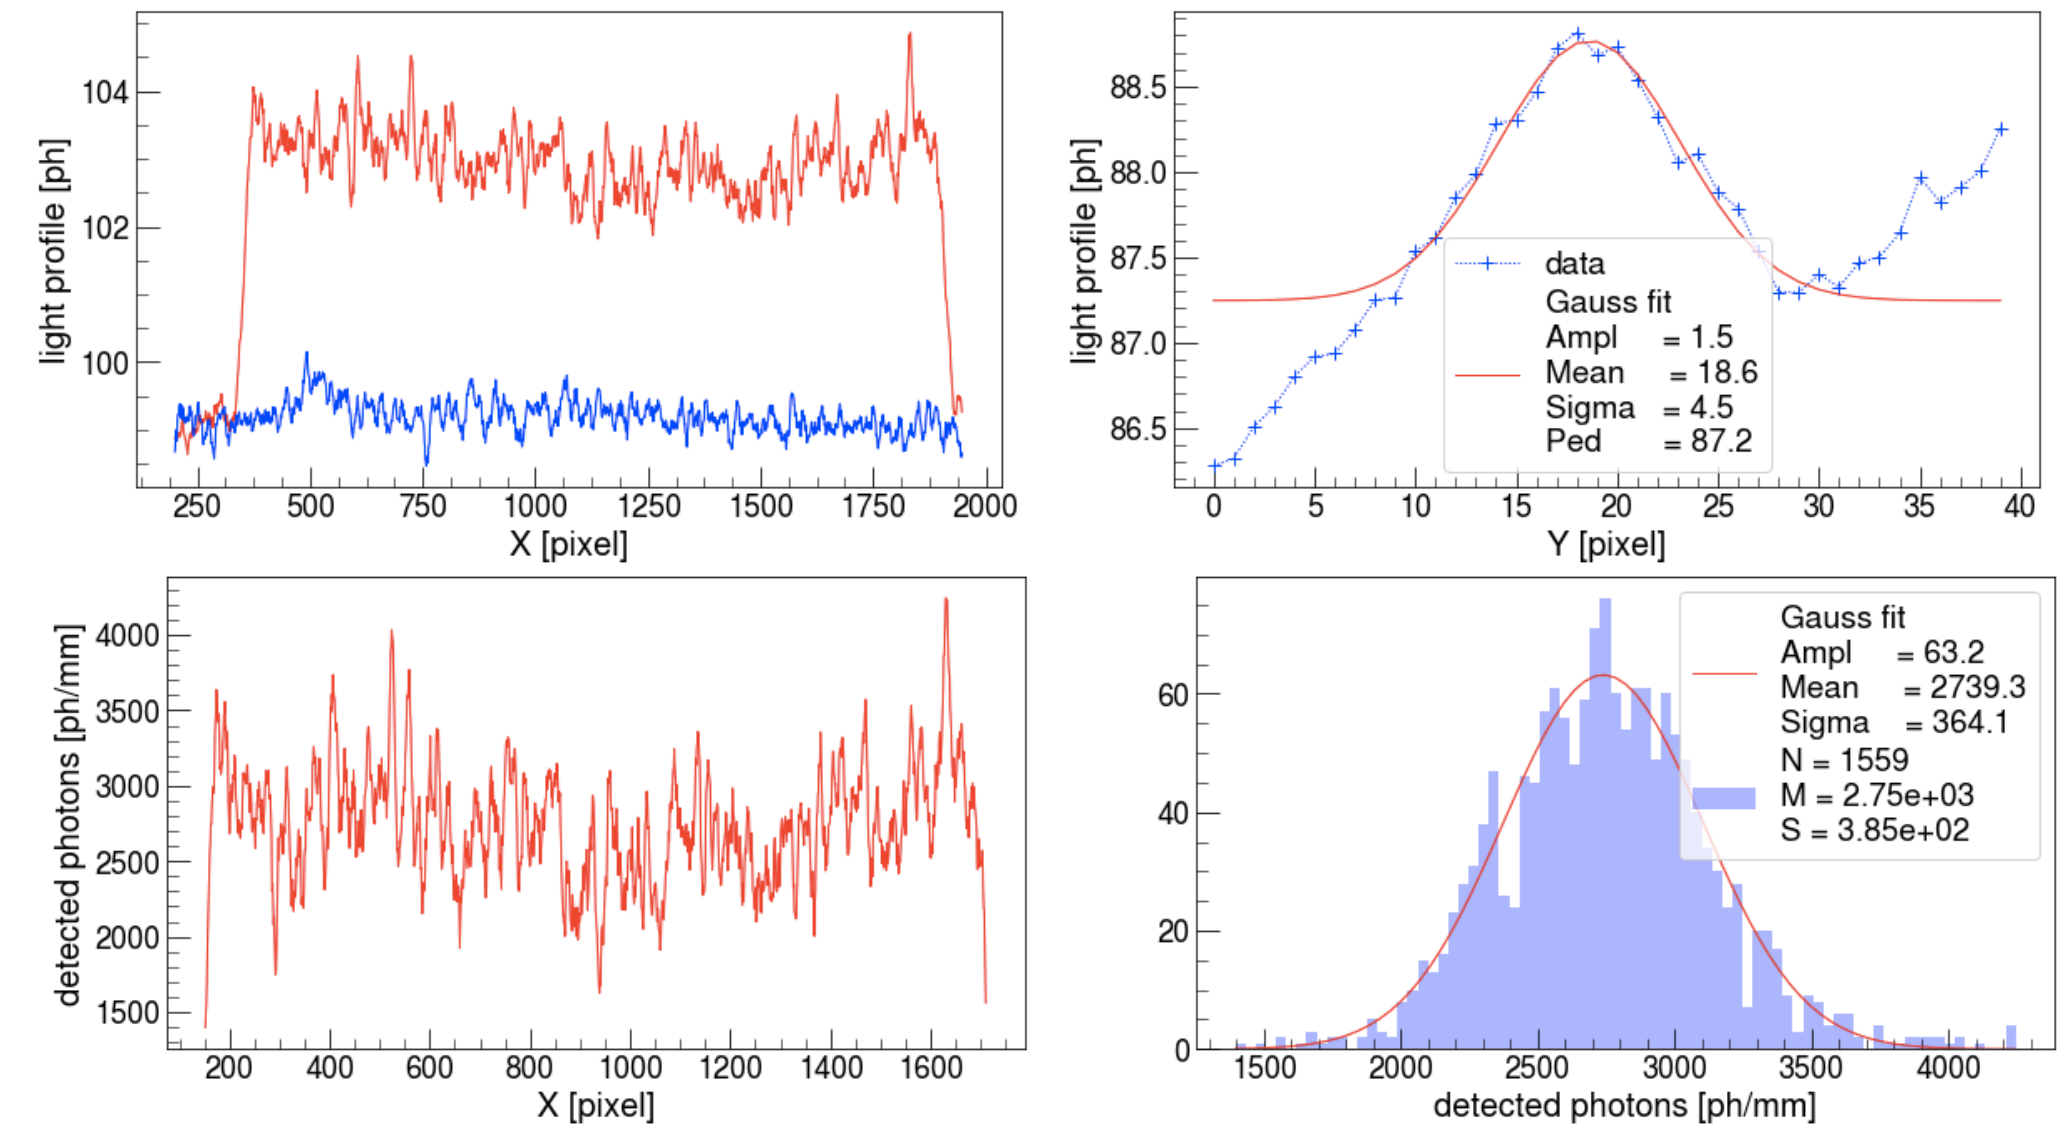 104
102
100
light profile [ph]
250 500 750 1000 1250 1500 1750 2000
X [pixel]
88.5
88.0
87.5
87.0
86.5
light profile [ph]
data
Gauss fit
Ampl = 1.5
Mean = 18.6
Sigma = 4.5
Ped = 87.2
0 5 10 15 20 25 30 35 40
Y [pixel]
4000
3500
3000
2500
2000
1500
detected photons [ph/mm]
200 400 600 800 1000 1200 1400 1600
X [pixel]
60
40
20
0
Gauss fit
Ampl = 63.2
Mean = 2739.3
Sigma = 364.1
N = 1559
M = 2.75e+03
S = 3.85e+02
1500 2000 2500 3000 3500 4000
detected photons [ph/mm]